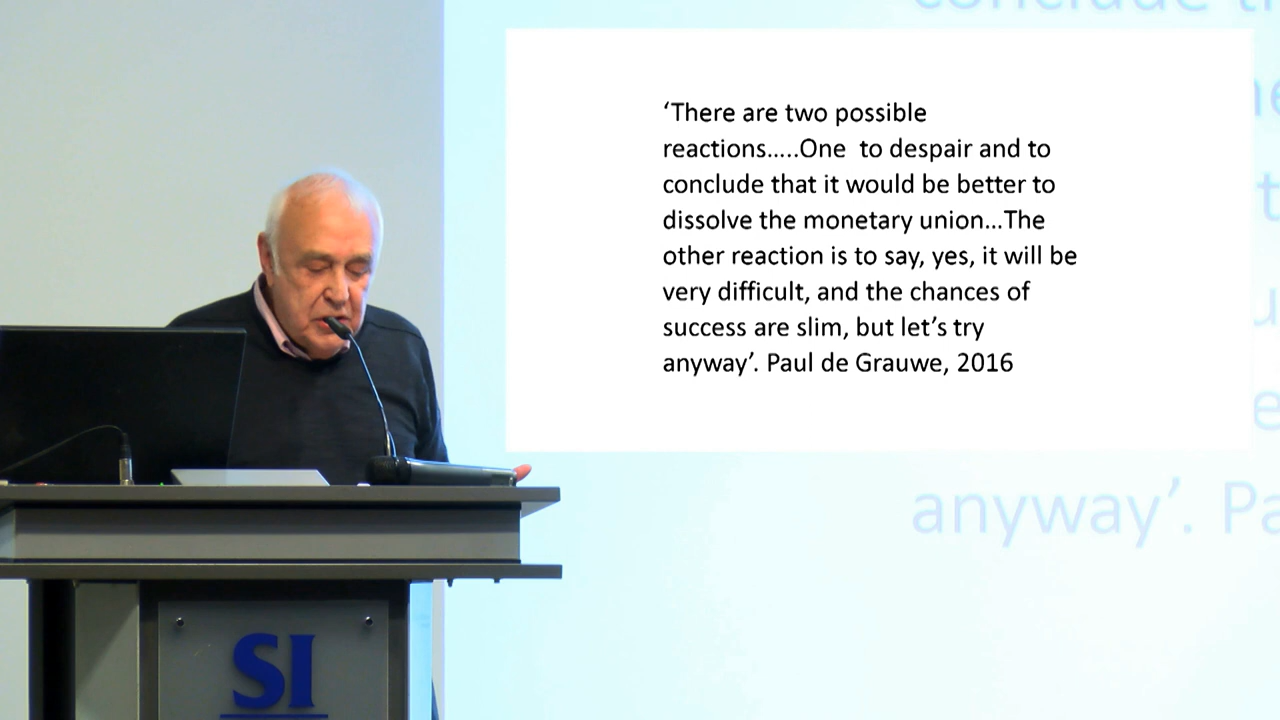 ‘There are two possible
reactions.....One  to despair and to
conclude that it would be better to
dissolve the monetary union...The
other reaction is to say, yes, it will be
very difficult, and the chances of
success are slim, but let’s try
anyway’. Paul de Grauwe, 2016
anyway’. Pa
SI